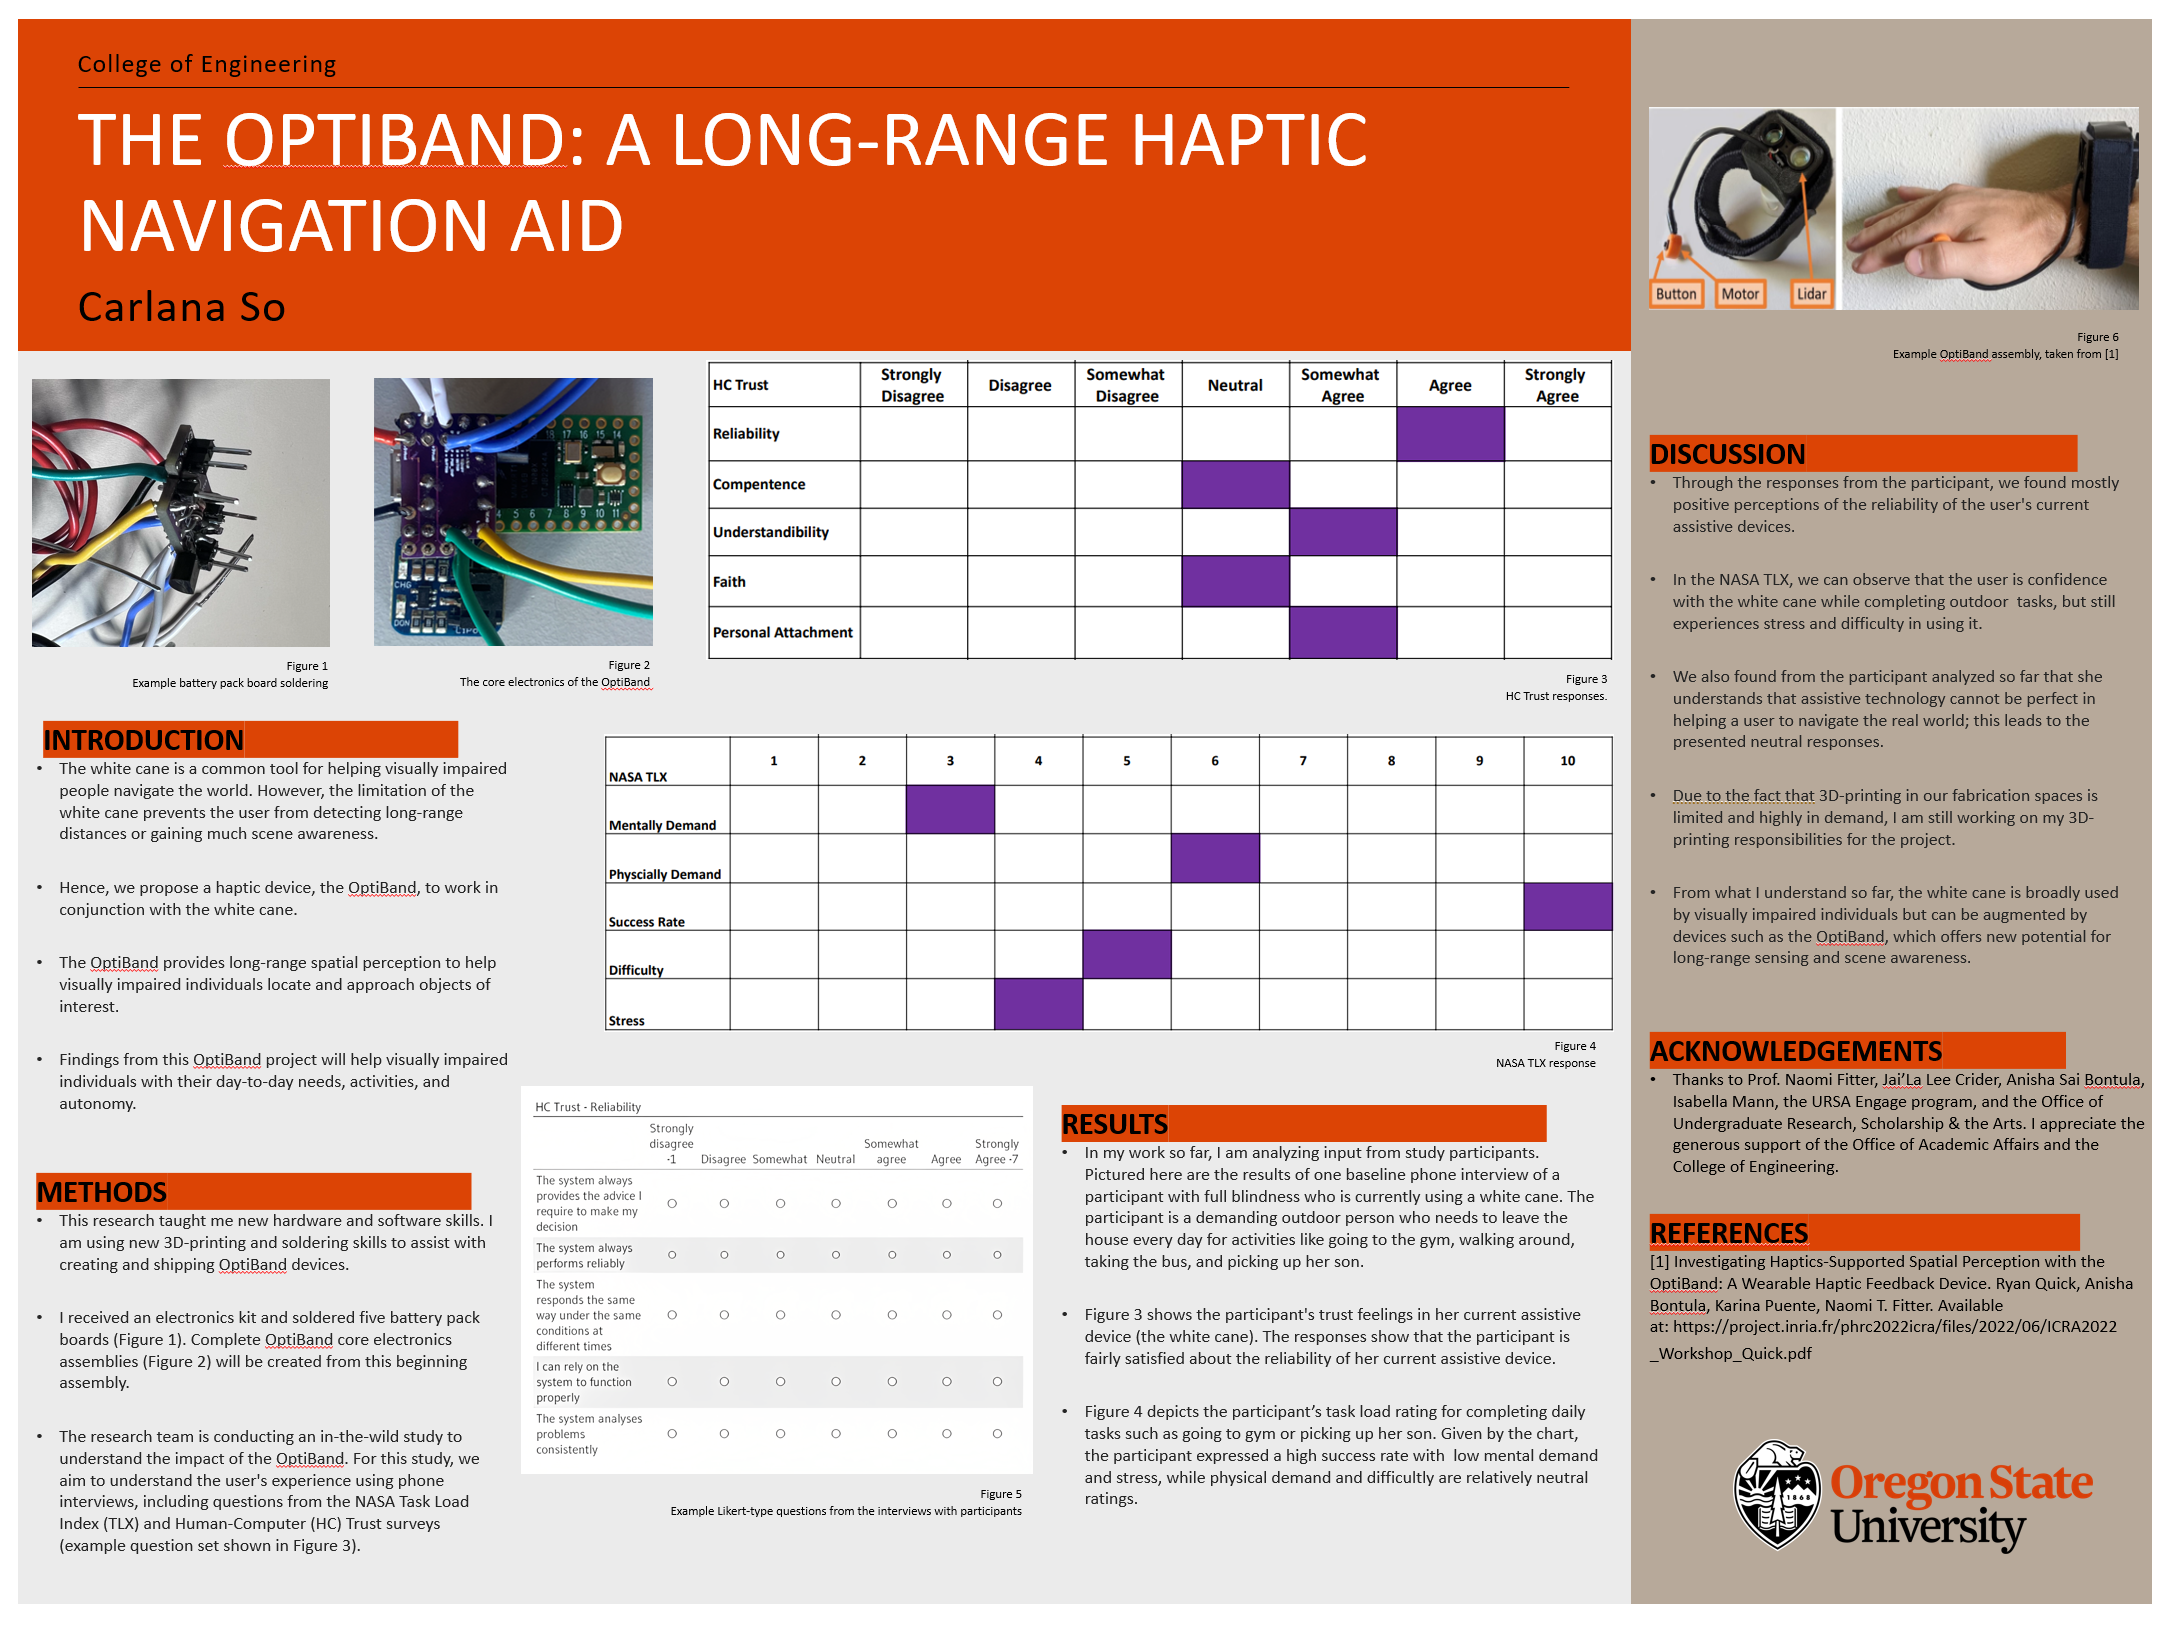 College of Engineering
THE OPTIBAND: A LONG-RANGE HAPTIC
NAVIGATION AID
Carlana So
Figure 1
Example battery pack board soldering
18 17 16 15 14
4 5 6 7 8 9 10 11
CHG
DON
Figure 2
The core electronics of the OptiBand
HC Trust Strongly Disagree Disagree Somewhat Disagree Neutral Somewhat Agree Agree Strongly Agree
Reliability
Compentence
Understandibility
Faith
Personal Attachment
Figure 3
HC Trust responses.
INTRODUCTION
• The white cane is a common tool for helping visually impaired
people navigate the world. However, the limitation of the
white cane prevents the user from detecting long-range
distances or gaining much scene awareness.
• Hence, we propose a haptic device, the OptiBand, to work in
conjunction with the white cane.
• The OptiBand provides long-range spatial perception to help
visually impaired individuals locate and approach objects of
interest.
• Findings from this OptiBand project will help visually impaired
individuals with their day-to-day needs, activities, and
autonomy.
METHODS
• This research taught me new hardware and software skills. I
am using new 3D-printing and soldering skills to assist with
creating and shipping OptiBand devices.
• I received an electronics kit and soldered five battery pack
boards (Figure 1). Complete OptiBand core electronics
assemblies (Figure 2) will be created from this beginning
assembly.
• The research team is conducting an in-the-wild study to
understand the impact of the OptiBand. For this study, we
aim to understand the user's experience using phone
interviews, including questions from the NASA Task Load
Index (TLX) and Human-Computer (HC) Trust surveys
(example question set shown in Figure 3).
NASA TLX 1 2 3 4 5 6 7 8 9 10
Mentally Demand
Physcially Demand
Success Rate
Difficulty
Stress
Figure 4
NASA TLX response
HC Trust - Reliability
Strongly disagree -1 Disagree Somewhat Neutral Somewhat agree Agree Strongly Agree -7
The system always
provides the advice I
require to make my
decision
The system always
performs reliably
The system
responds the same
way under the same
conditions at
different times
I can rely on the
system to function
properly
The system analyses
problems
consistently
Figure 5
Example Likert-type questions from the interviews with participants
RESULTS
• In my work so far, I am analyzing input from study participants.
Pictured here are the results of one baseline phone interview of a
participant with full blindness who is currently using a white cane. The
participant is a demanding outdoor person who needs to leave the
house every day for activities like going to the gym, walking around,
taking the bus, and picking up her son.
• Figure 3 shows the participant's trust feelings in her current assistive
device (the white cane). The responses show that the participant is
fairly satisfied about the reliability of her current assistive device.
• Figure 4 depicts the participant’s task load rating for completing daily
tasks such as going to gym or picking up her son. Given by the chart,
the participant expressed a high success rate with low mental demand
and stress, while physical demand and difficultly are relatively neutral
ratings.
Button Motor Lidar
Figure 6
Example OptiBand assembly, taken from [1]
DISCUSSION
• Through the responses from the participant, we found mostly
positive perceptions of the reliability of the user's current
assistive devices.
• In the NASA TLX, we can observe that the user is confidence
with the white cane while completing outdoor tasks, but still
experiences stress and difficulty in using it.
• We also found from the participant analyzed so far that she
understands that assistive technology cannot be perfect in
helping a user to navigate the real world; this leads to the
presented neutral responses.
• Due to the fact that 3D-printing in our fabrication spaces is
limited and highly in demand, I am still working on my 3D-
printing responsibilities for the project.
• From what I understand so far, the white cane is broadly used
by visually impaired individuals but can be augmented by
devices such as the OptiBand, which offers new potential for
long-range sensing and scene awareness.
ACKNOWLEDGEMENTS
• Thanks to Prof. Naomi Fitter, Jai’La Lee Crider, Anisha Sai Bontula,
Isabella Mann, the URSA Engage program, and the Office of
Undergraduate Research, Scholarship & the Arts. I appreciate the
generous support of the Office of Academic Affairs and the
College of Engineering.
REFERENCES
[1] Investigating Haptics-Supported Spatial Perception with the
OptiBand: A Wearable Haptic Feedback Device. Ryan Quick, Anisha
Bontula, Karina Puente, Naomi T. Fitter. Available
at: https://project.inria.fr/phrc2022icra/files/2022/06/ICRA2022
_Workshop_Quick.pdf
1868
Oregon State
University